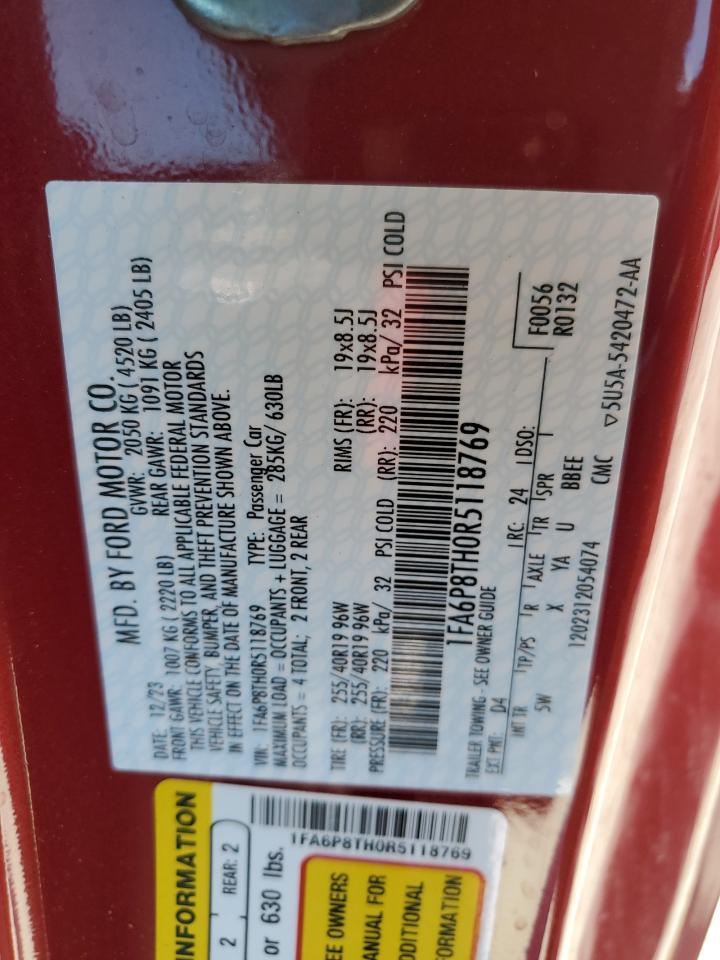 MFD. BY FORD MOTOR CO.
DATE: 12/23 GVWR: 2050 KG ( 4520 LB)
FRONT GAWR: 1007 KG ( 2220 LB) REAR GAWR: 1091 KG ( 2405 LB)
THIS VEHICLE CONFORMS TO ALL APPLICABLE FEDERAL MOTOR
VEHICLE SAFETY, BUMPER, AND THEFT PREVENTION STANDARDS
IN EFFECT ON THE DATE OF MANUFACTURE SHOWN ABOVE.
VIN: 1FA6P8TH0R5118769 TYPE: Passenger Car
MAXIMUM LOAD = OCCUPANTS + LUGGAGE = 285KG/ 630LB
OCCUPANTS = 4 TOTAL; 2 FRONT, 2 REAR
TIRE (FR): 255/40R19 96W RIMS (FR): 19x8.5J
(RR): 255/40R19 96W (RR): 19x8.5J
PRESSURE (FR): 220 kPa/ 32 PSI COLD (RR): 220 kPa/ 32 PSI COLD
1FA6P8TH0R5118769
TRAILER TOWING - SEE OWNER GUIDE
EXT PNT: D4 RC: 24 DSO: F0056
R0132
INT TR TP/PS R AXLE TR SPR
5W X YA U BBEE
1202312054074 CMC ▽5U5A-5420472-AA
INFORMATION
2 REAR: 2
or 630 lbs.
1FA6P8TH0R5118769
EE OWNERS
ANUAL FOR
DDITIONAL
FORMATION